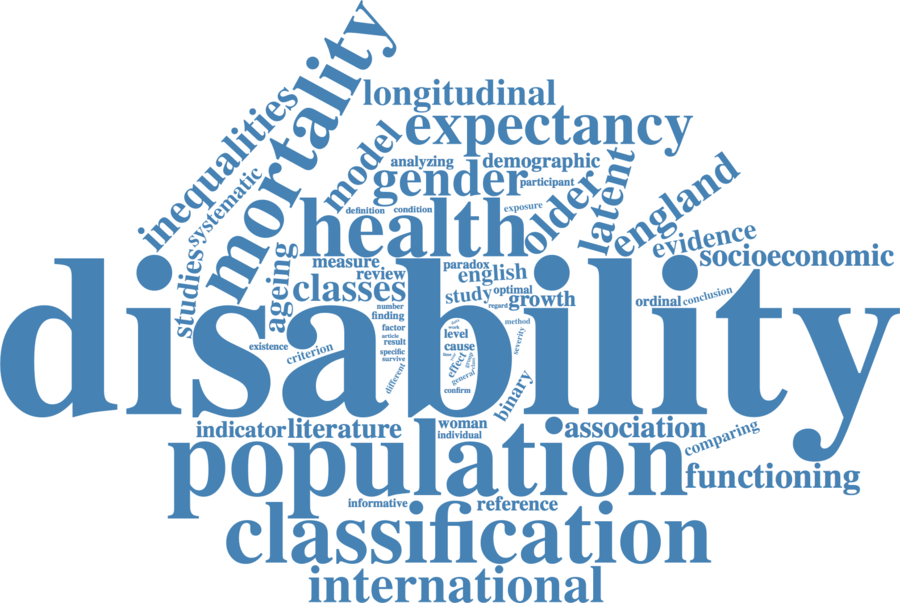 mortality
longitudinal
inequalities
expectancy
model
analyzing
demographic
gender
participant
systematic
definition
condition
exposure
older
latent
england
health
evidence
socioeconomic
studies
ageing
measure
review
paradox
english
classes
study
optimal
growth
regard
ordinal
conclusion
disability
number
finding
factor
article
result
specific
survive
different
existence
criterion
work
level
cause
effect
group
general
confirm
method
severity
binary
indicator
literature
woman
individual
association
comparing
population
functioning
informative
reference
classification
international